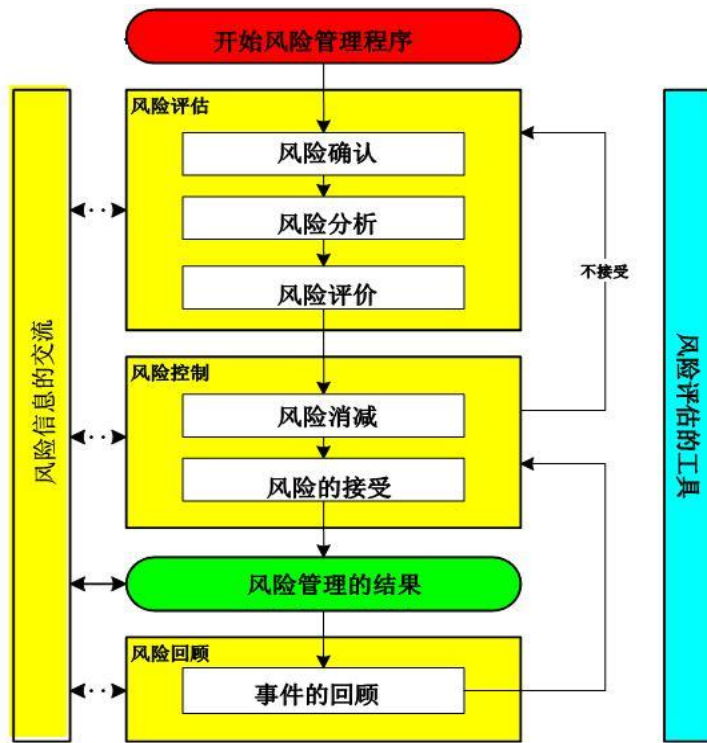 开始风险管理程序
风险评估
风险确认
风险分析
风险评价
不接受
风险信息的交流
风险评估的工具
风险控制
风险消减
风险的接受
风险管理的结果
风险回顾
事件的回顾